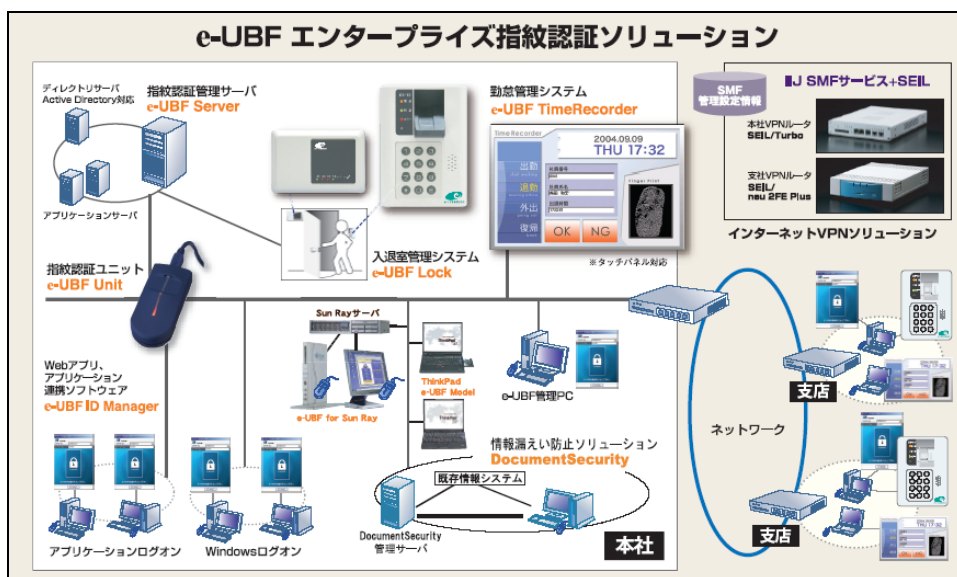 e-UBF エンタープライズ指紋認証ソリューション
ディレクトリサーバ
Active Directory対応
指紋認証管理サーバ
e-UBF Server
アプリケーションサーバ
勤怠管理システム
e-UBF TimeRecorder
Time Recorder
2004.09.09
THU 17:32
出勤
退勤
外出
復帰
社員番号
Finger Print
OK
NG
※タッチパネル対応
入退室管理システム
e-UBF Lock
指紋認証ユニット
e-UBF Unit
SMF
管理設定情報
IIJ SMFサービス+SEIL
本社VPNルータ
SEIL/Turbo
支社VPNルータ
SEIL/
neu 2FE Plus
インターネットVPNソリューション
Webアプリ、
アプリケーション
連携ソフトウェア
e-UBF ID Manager
Sun Rayサーバ
e-UBF for Sun Ray
ThinkPad
e-UBF Model
e-UBF管理PC
情報漏えい防止ソリューション
DocumentSecurity
既存情報システム
DocumentSecurity
管理サーバ
アプリケーションログオン
Windowsログオン
本社
ネットワーク
支店
THU 17:32
支店
THU 17:32